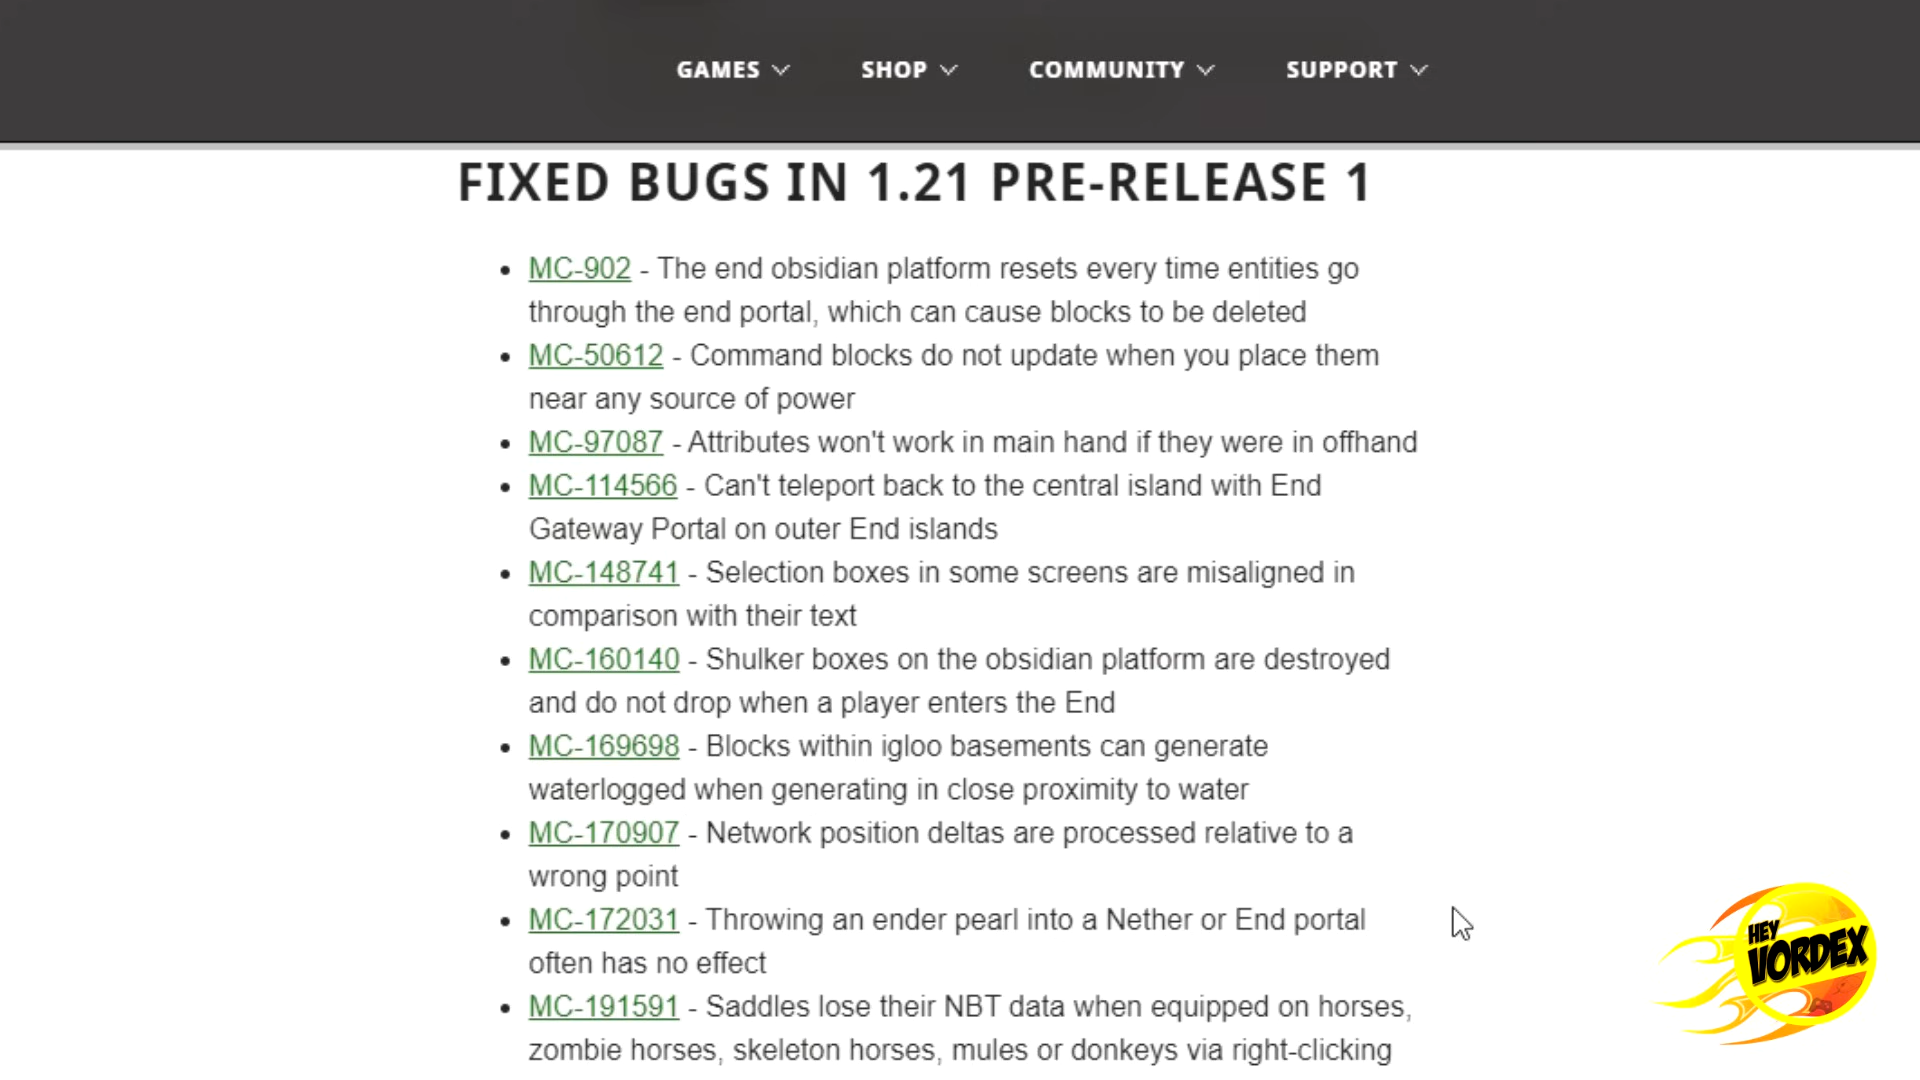 GAMES SHOP COMMUNITY SUPPORT
FIXED BUGS IN 1.21 PRE-RELEASE 1
• MC-902 - The end obsidian platform resets every time entities go
through the end portal, which can cause blocks to be deleted
• MC-50612 - Command blocks do not update when you place them
near any source of power
• MC-97087 - Attributes won't work in main hand if they were in offhand
• MC-114566 - Can't teleport back to the central island with End
Gateway Portal on outer End islands
• MC-148741 - Selection boxes in some screens are misaligned in
comparison with their text
• MC-160140 - Shulker boxes on the obsidian platform are destroyed
and do not drop when a player enters the End
• MC-169698 - Blocks within igloo basements can generate
waterlogged when generating in close proximity to water
• MC-170907 - Network position deltas are processed relative to a
wrong point
• MC-172031 - Throwing an ender pearl into a Nether or End portal
often has no effect
• MC-191591 - Saddles lose their NBT data when equipped on horses,
zombie horses, skeleton horses, mules or donkeys via right-clicking
HEY
VORDEX